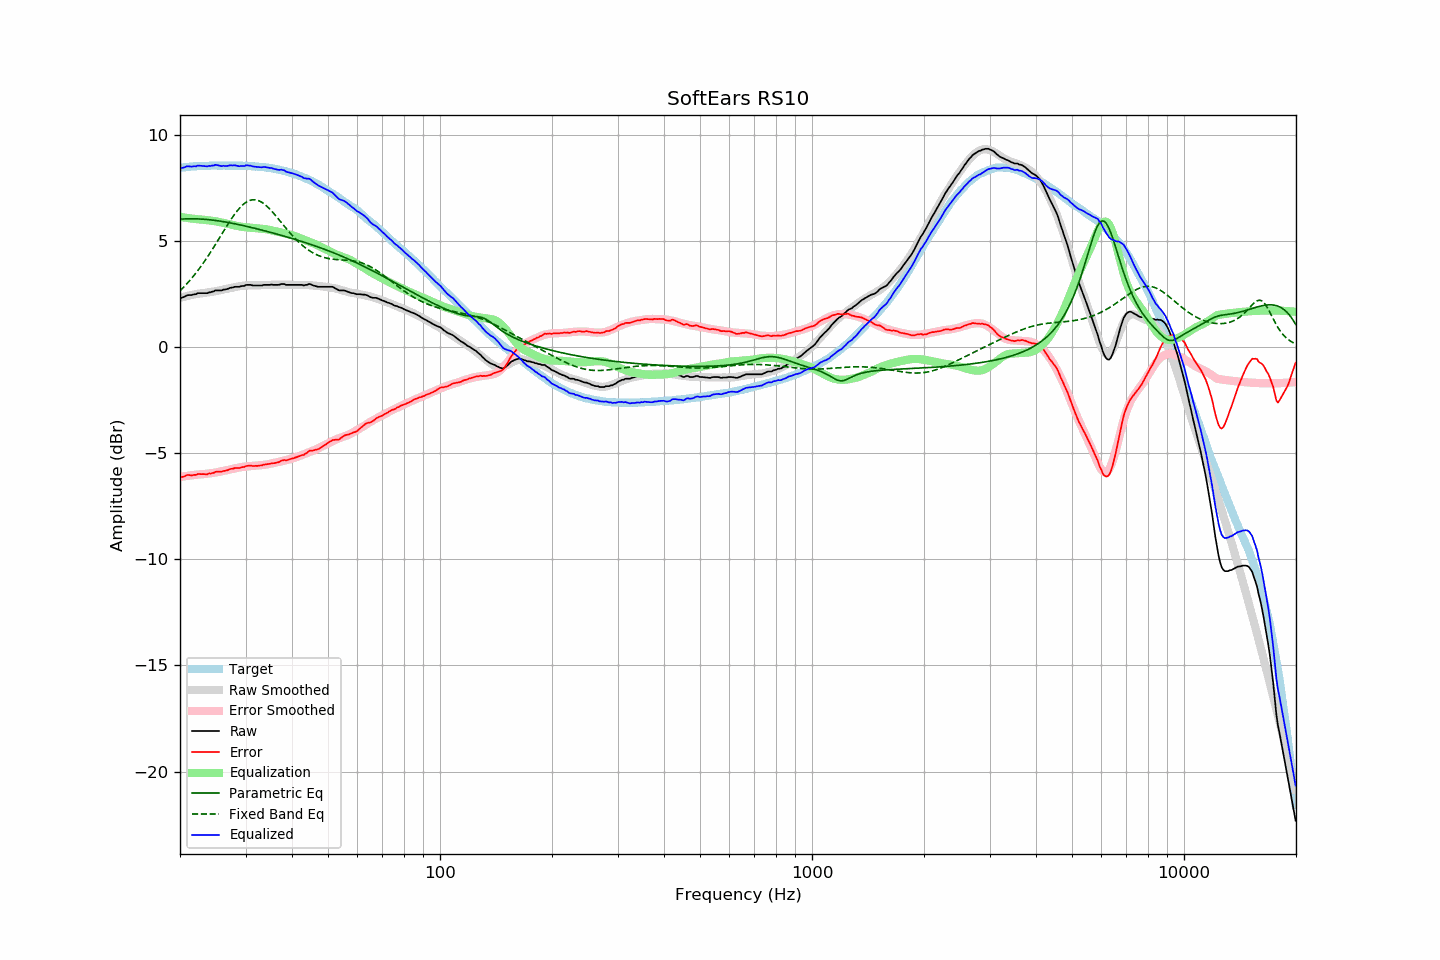 SoftEars RS10
10
5
0
−5
−10
−15
−20
Amplitude (dBr)
Target
Raw Smoothed
Error Smoothed
Raw
Error
Equalization
Parametric Eq
Fixed Band Eq
Equalized
100
1000
10000
Frequency (Hz)